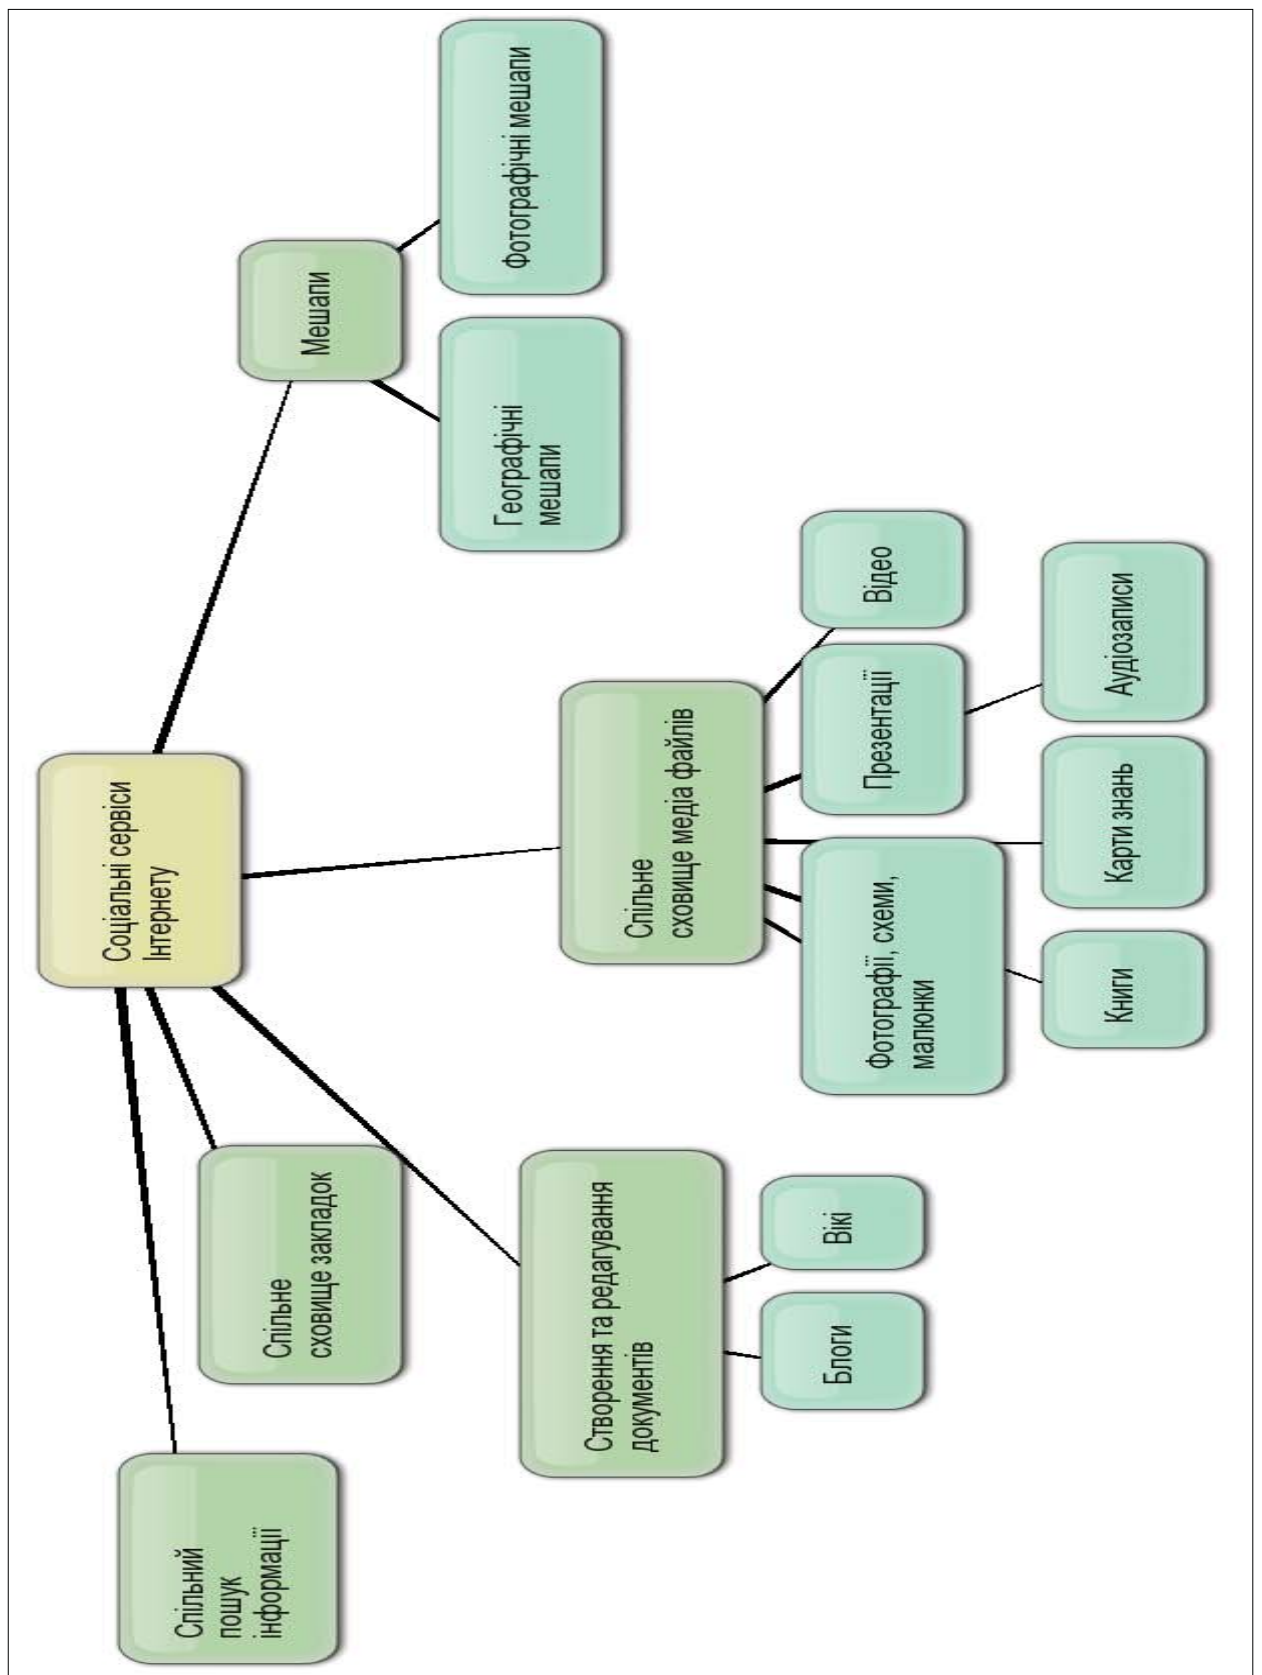 Соціальні сервіси
Інтернету
Спільний
пошук
інформації
Спільне
сховище закладок
Створення та редагування
документів
Блоги
Вікі
Спільне
сховище медіа файлів
Фотографії, схеми,
малюнки
Презентації
Відео
Книги
Карти знань
Аудіозаписи
Мешапи
Географічні
мешапи
Фотографічні мешапи